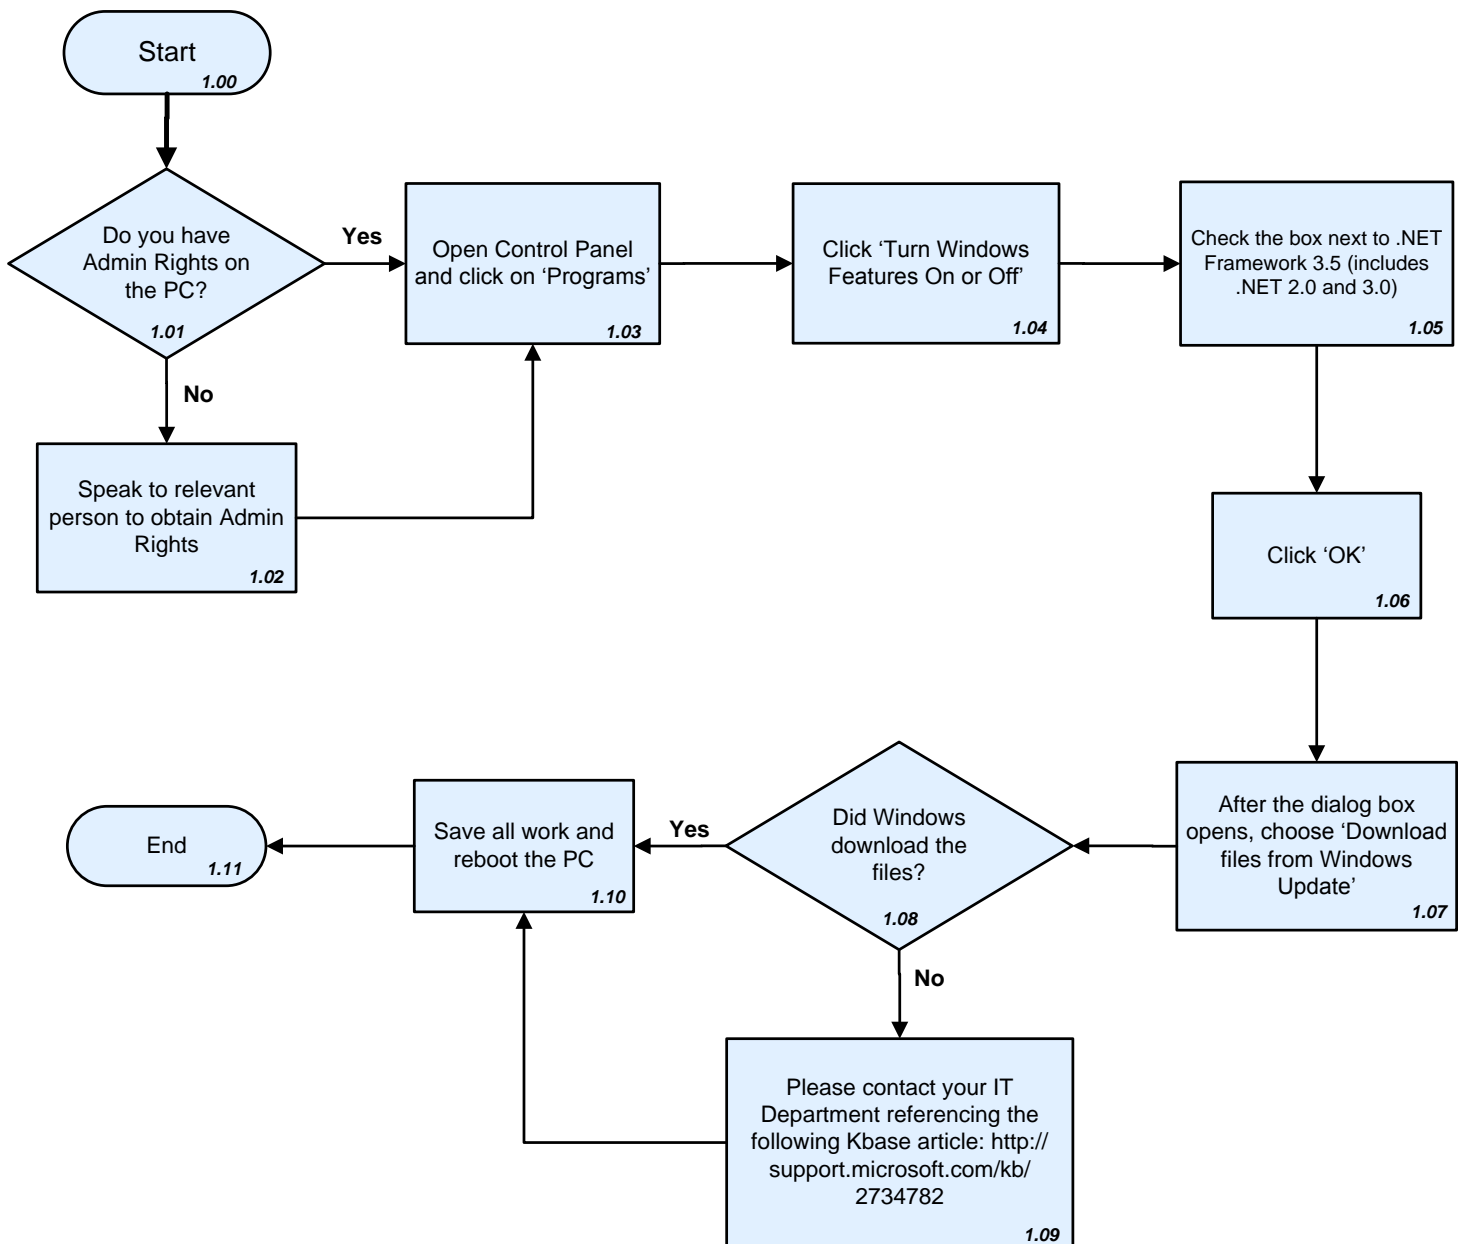 Start
1.00
Do you have
Admin Rights on
the PC?
1.01
Yes
No
Speak to relevant
person to obtain Admin
Rights
1.02
Open Control Panel
and click on ‘Programs’
1.03
Click ‘Turn Windows
Features On or Off’
1.04
Check the box next to .NET
Framework 3.5 (includes
.NET 2.0 and 3.0)
1.05
Click ‘OK’
1.06
After the dialog box
opens, choose ‘Download
files from Windows
Update’
1.07
Did Windows
download the
files?
1.08
Yes
No
Please contact your IT
Department referencing the
following Kbase article: http://
support.microsoft.com/kb/
2734782
1.09
Save all work and
reboot the PC
1.10
End
1.11